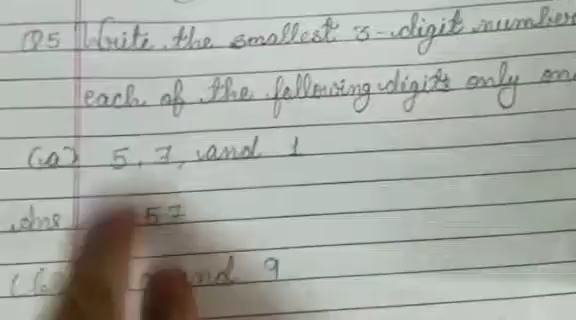 Q5 Write the smallest 3-digit number
each of the following digits only on
(a) 5, 7, and 1
Ans 57
and 9